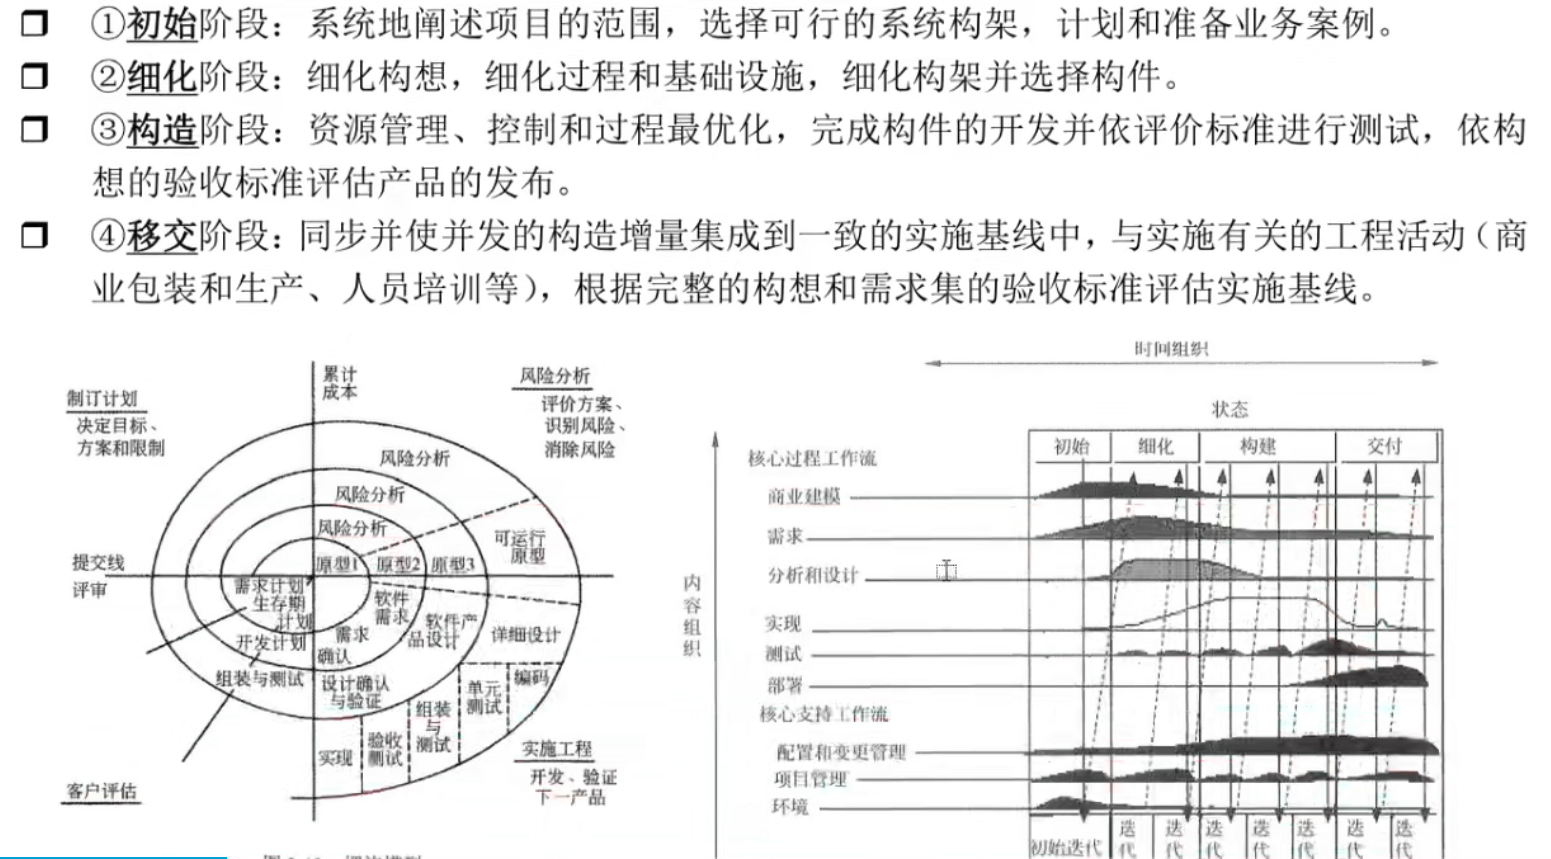 ①初始阶段：系统地阐述项目的范围，选择可行的系统构架，计划和准备业务案例。
②细化阶段：细化构想，细化过程和基础设施，细化构架并选择构件。
③构造阶段：资源管理、控制和过程最优化，完成构件的开发并依评价标准进行测试，依构
想的验收标准评估产品的发布。
④移交阶段：同步并使并发的构造增量集成到一致的实施基线中，与实施有关的工程活动（商
业包装和生产、人员培训等），根据完整的构想和需求集的验收标准评估实施基线。
累计
成本
制订计划
决定目标、
方案和限制
风险分析
评价方案、
识别风险、
消除风险
风险分析
风险分析
风险分析
可运行
原型
提交线
评审
原型1
原型2
原型3
需求计划
生存期
计划
软件
需求
需求
确认
软件产
品设计
详细设计
开发计划
组装与测试
设计确认
与验证
单元
测试
编码
组装
与
测试
实现
验收
测试
实施工程
开发、验证
下一产品
客户评估
时间组织
状态
初始 细化 构建 交付
内
容
组
织
核心过程工作流
商业建模
需求
分析和设计
实现
测试
部署
核心支持工作流
配置和变更管理
项目管理
环境
初始迭代
迭
代
迭
代
迭
代
迭
代
迭
代
迭
代
迭
代